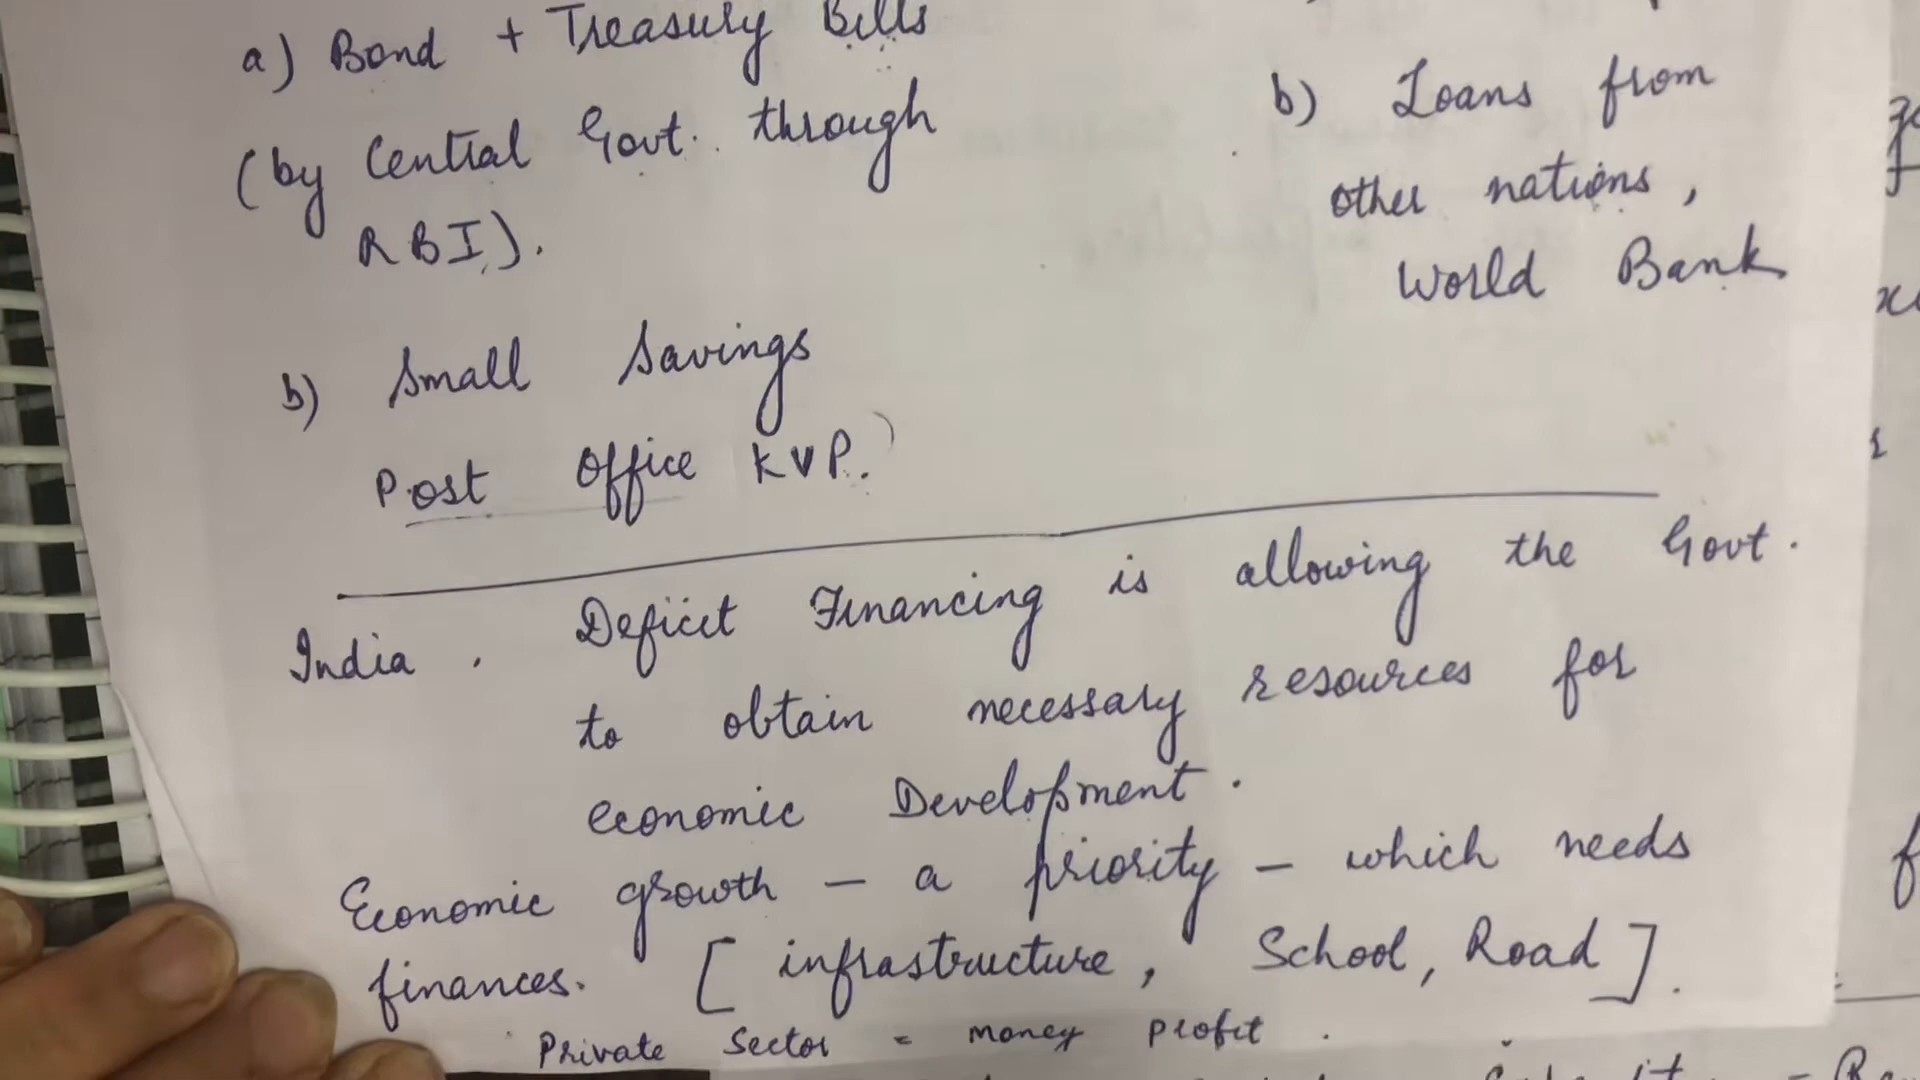 a) Bond + Treasury Bills
(by Central Govt. through
RBI).
b) Small Savings
Post Office KVP.)
b) Loans from
other nations,
World Bank
India. Deficit Financing is allowing the Govt.
to obtain necessary resources for
economic Development.
Economic growth – a priority – which needs
finances. [infrastructure, School, Road].
Private Sector = money profit.